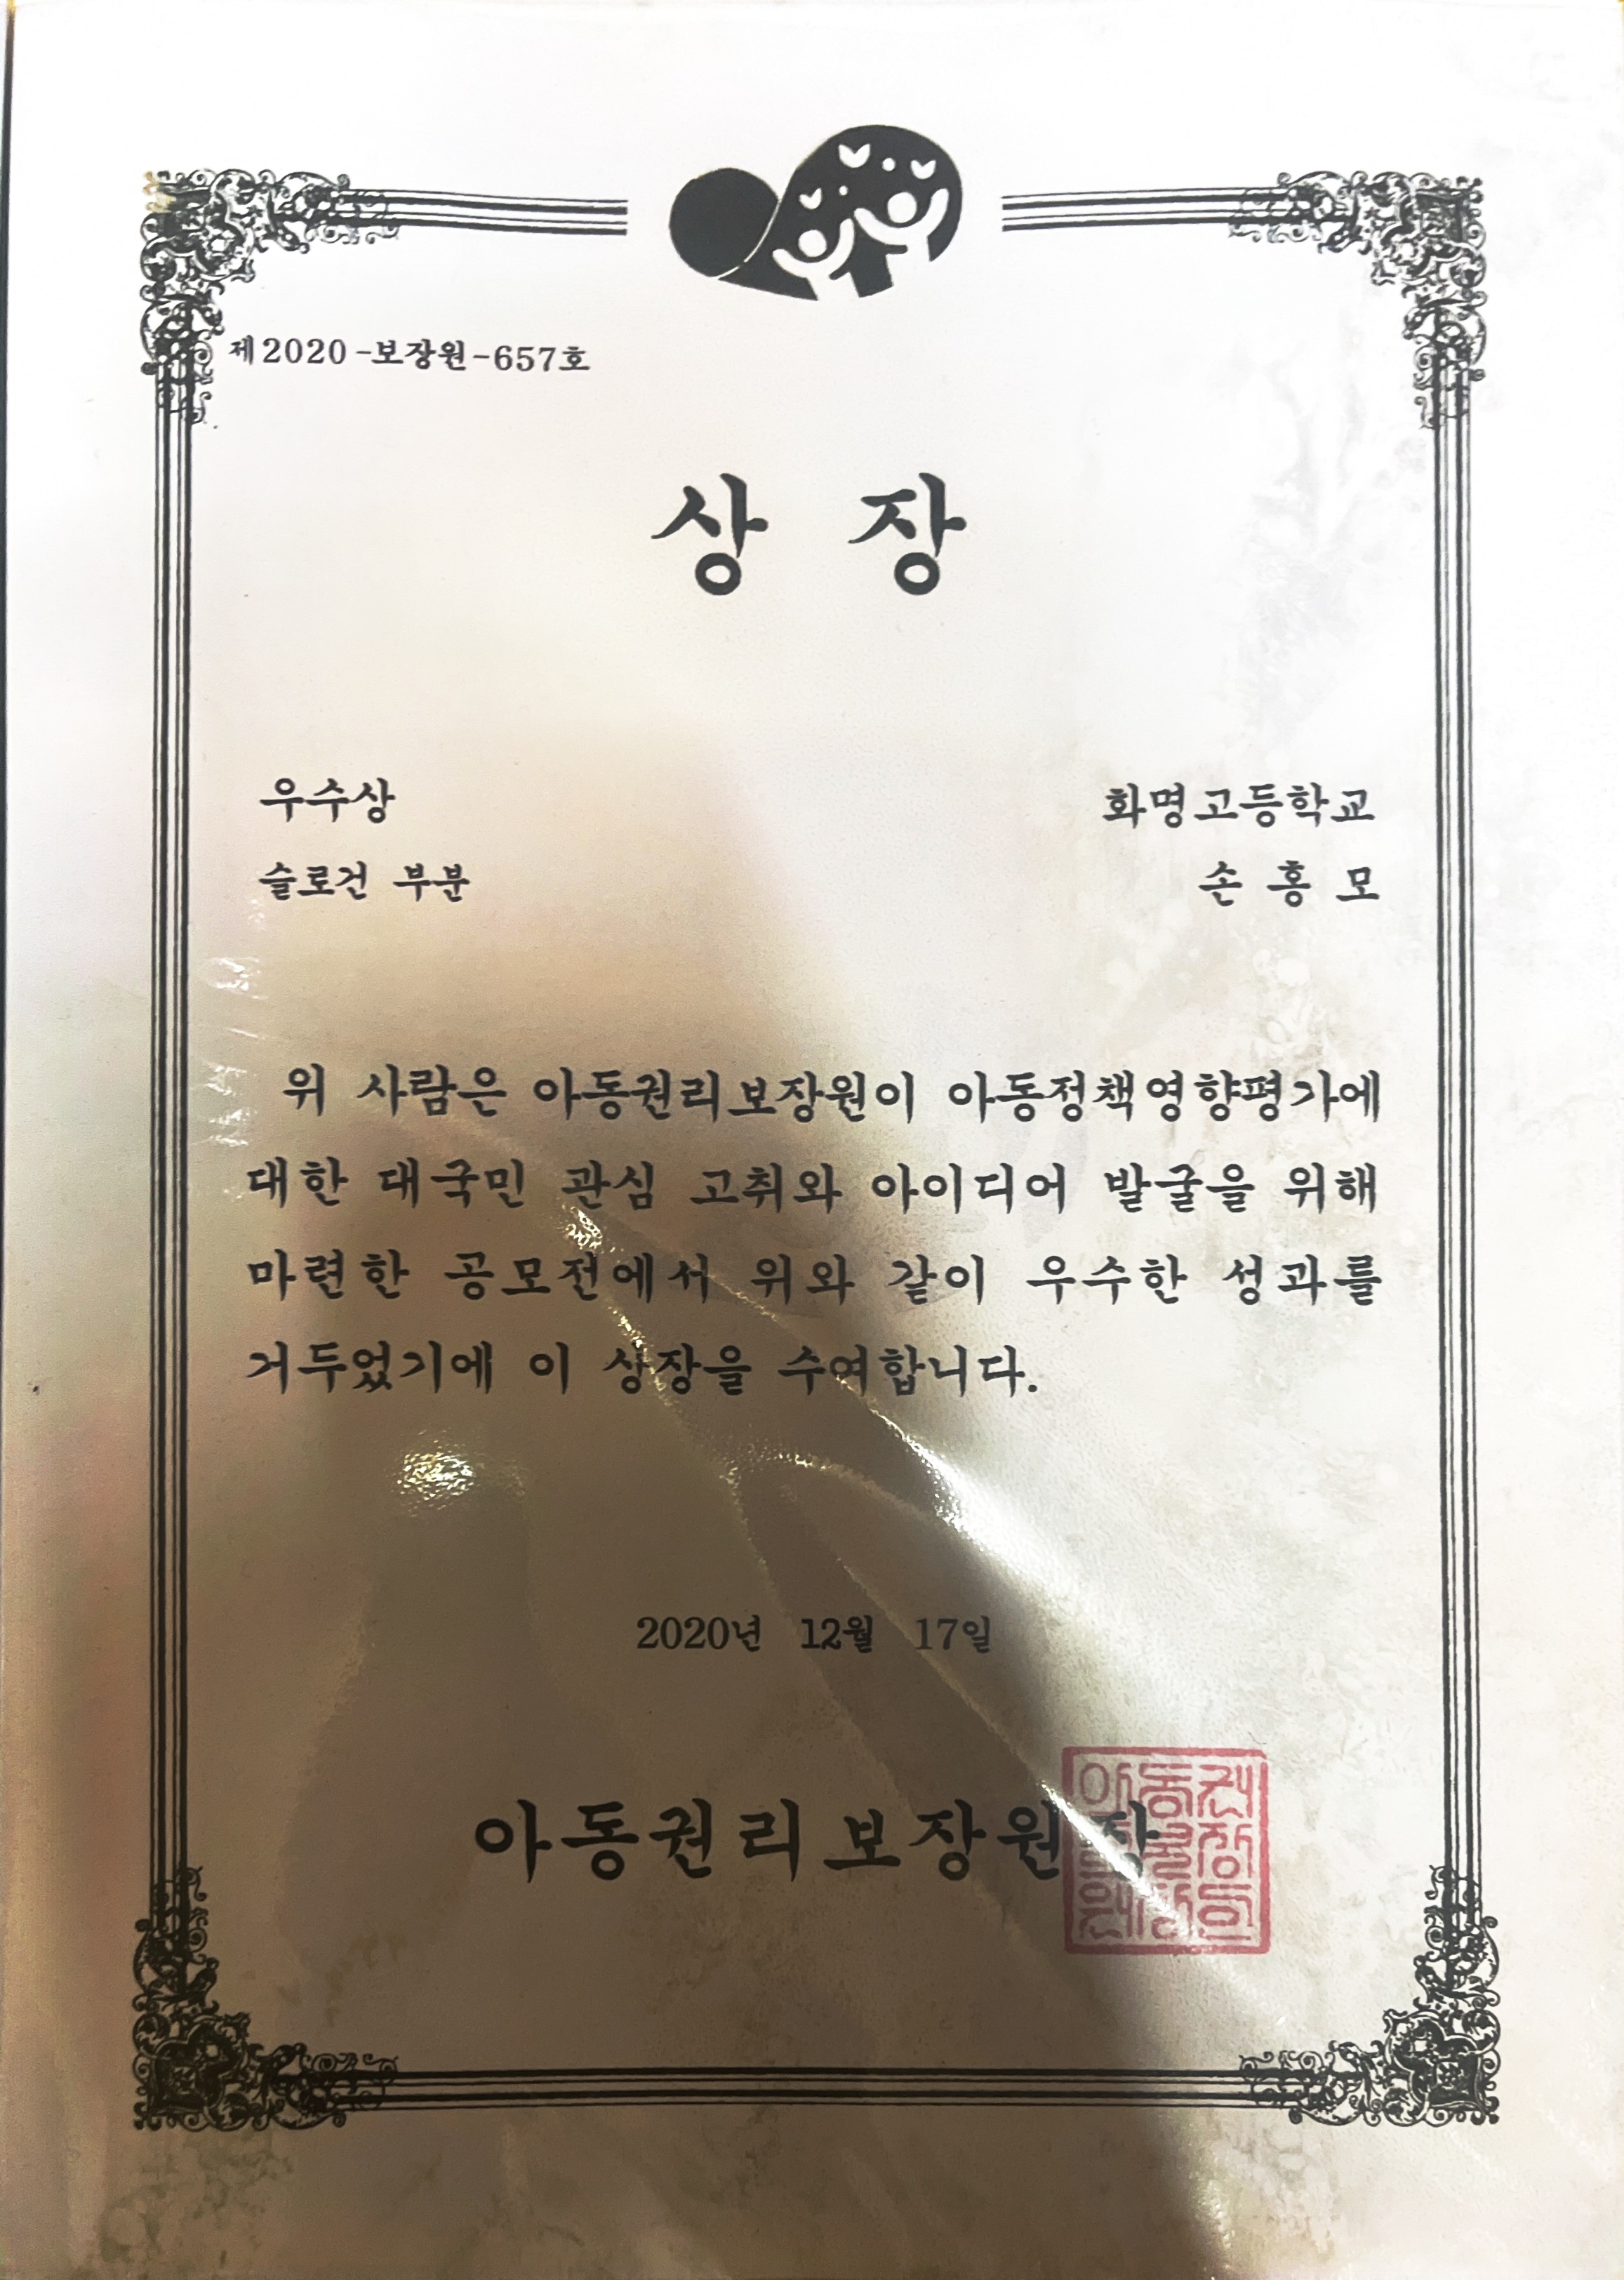 제2020-보장원-657호
상 장
우수상
화명고등학교
슬로건 부분
손 홍 모
위 사람은 아동권리보장원이 아동정책영향평가에
대한 대국민 관심 고취와 아이디어 발굴을 위해
마련한 공모전에서 위와 같이 우수한 성과를
거두었기에 이 상장을 수여합니다.
2020년 12월 17일
아동권리보장원장